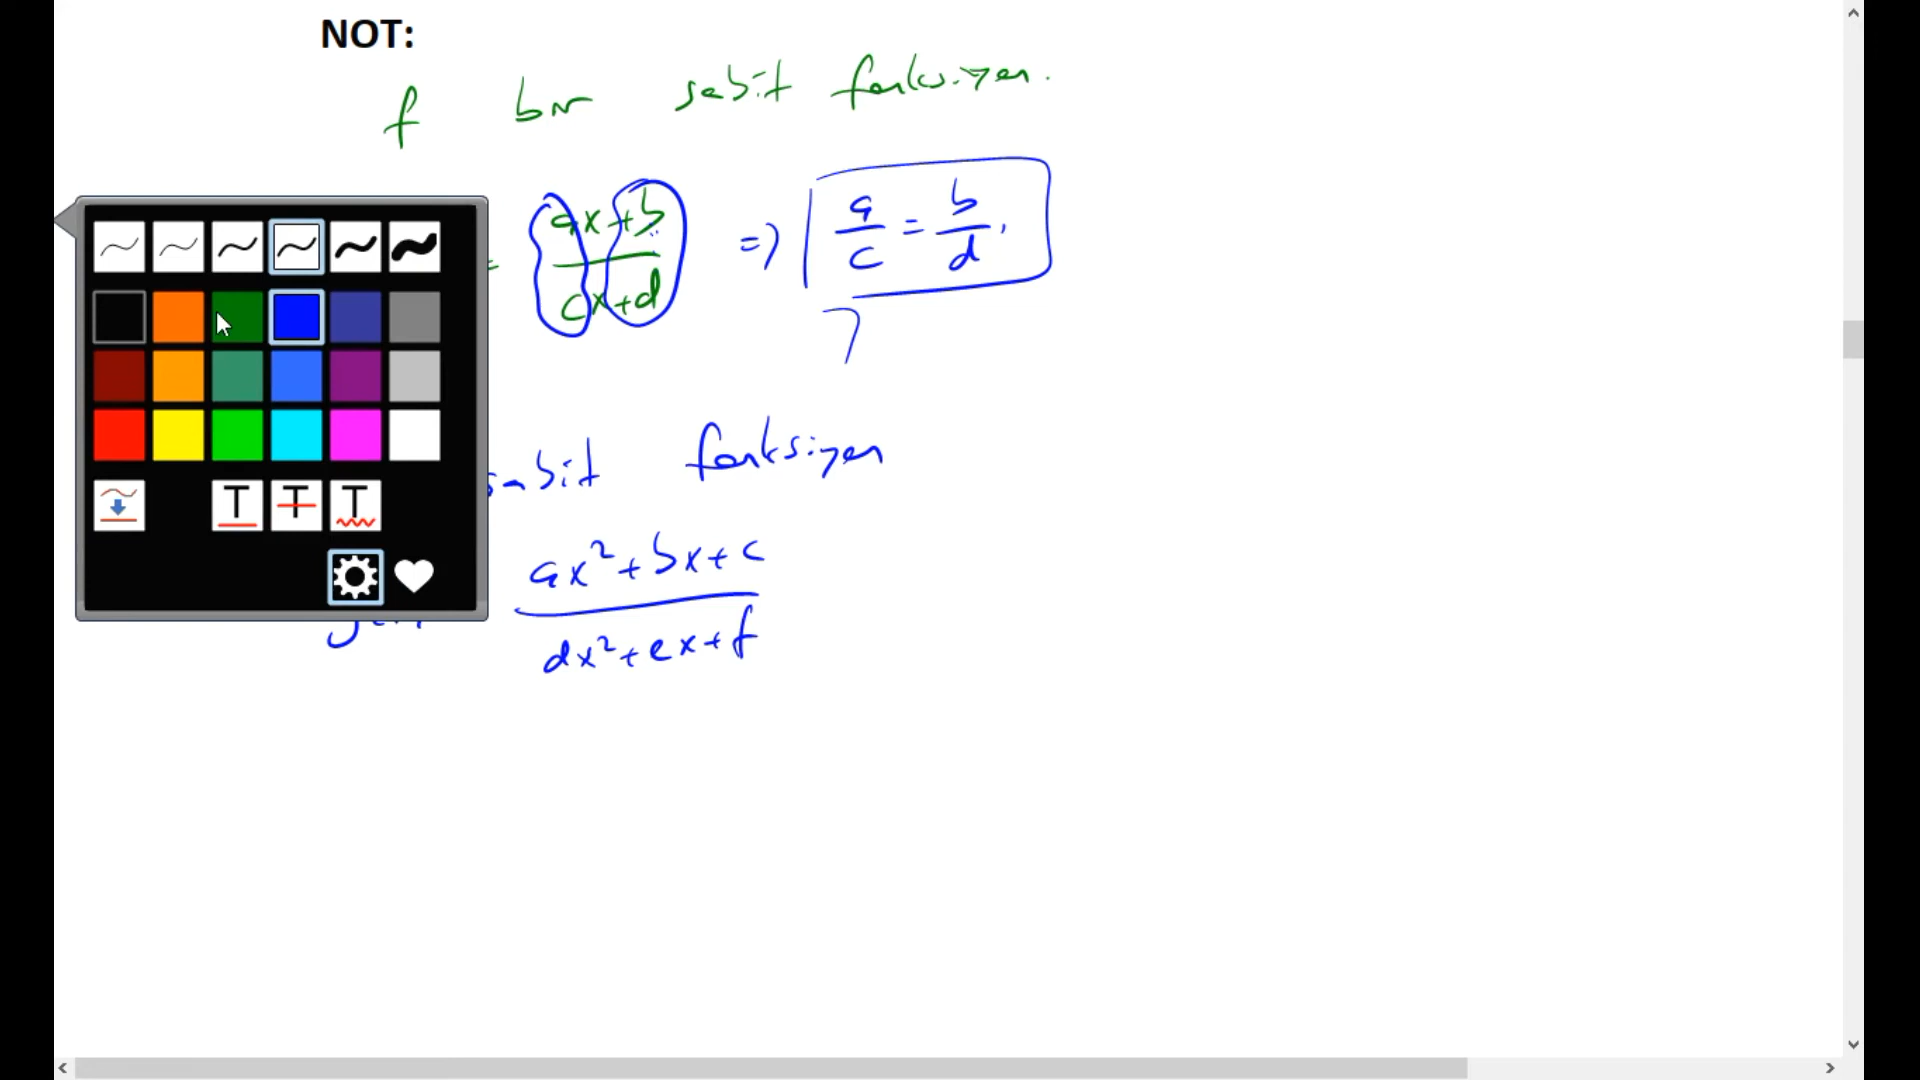 NOT:
f bir sabit fonksiyon.
= ax+b / cx+d => a/c = b/d
sabit fonksiyon
ax²+bx+c
dx²+ex+f